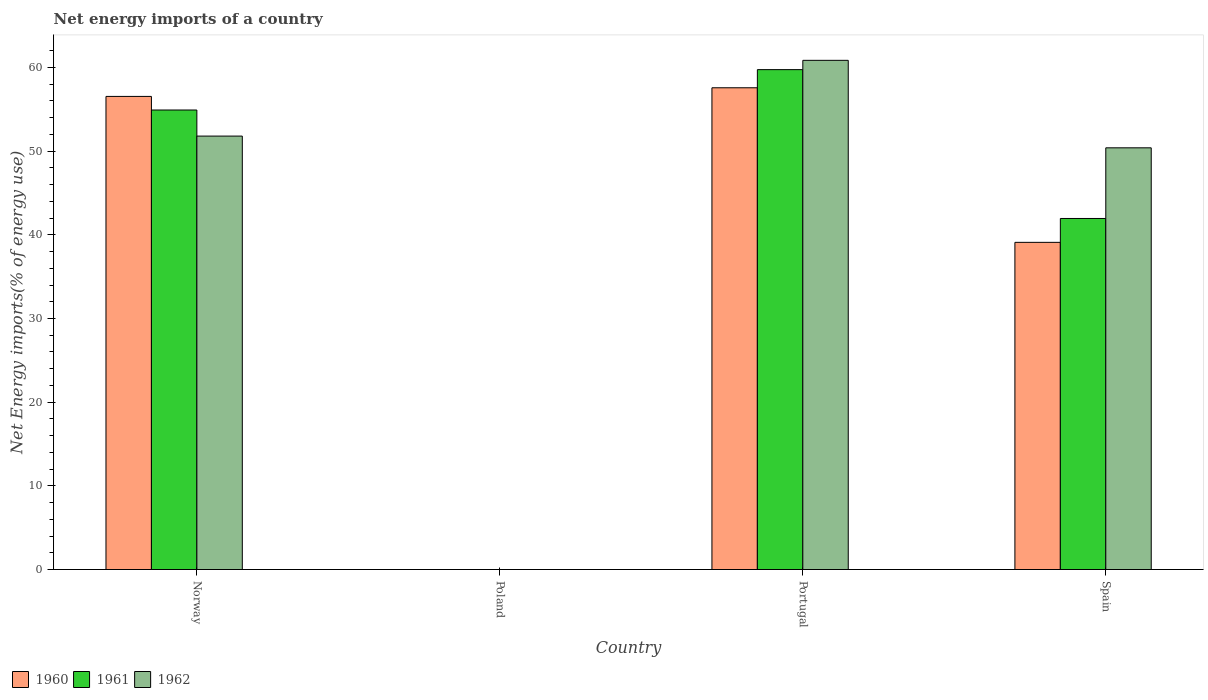 Net energy imports of a country
Net Energy imports(% of energy use)
60
50
40
30
20
10
0
Norway
Poland
Portugal
Spain
Country
1960
1961
1962